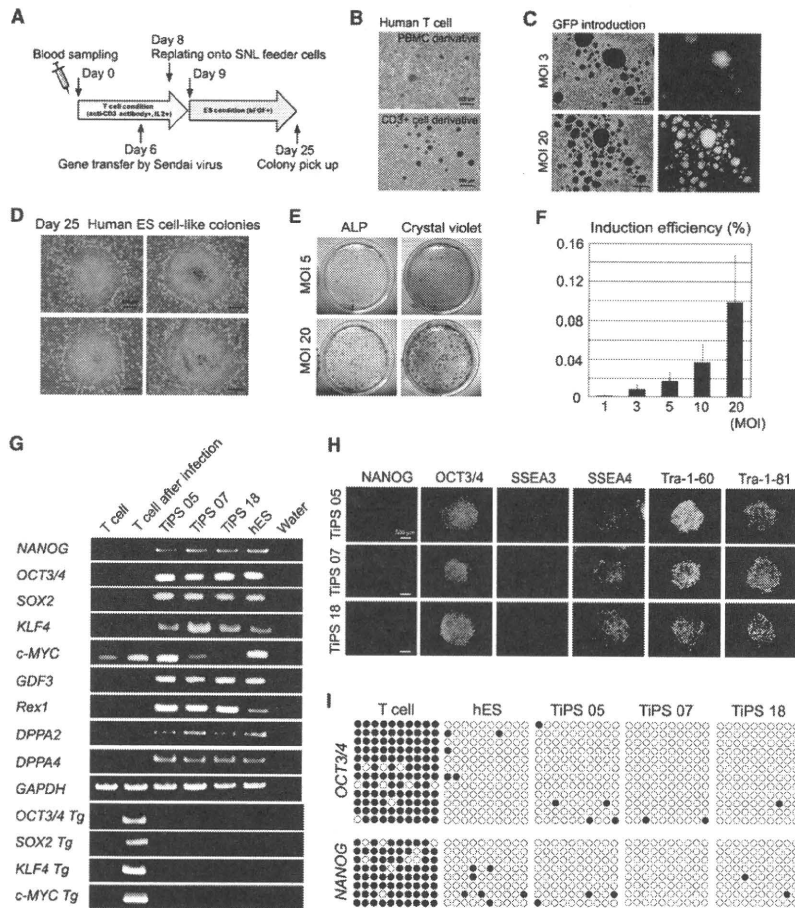 A
Blood sampling
Day 0
Day 8
Replating onto SNL feeder cells
Day 9
T cell condition
(anti-CD3 antibody+, IL2+)
ES condition (bFGF+)
Day 6
Gene transfer by Sendai virus
Day 25
Colony pick up
B
Human T cell
PBMC derivative
CD3+ cell derivative
C
GFP introduction
MOI 3
MOI 20
D
Day 25 Human ES cell-like colonies
E
ALP
Crystal violet
MOI 5
MOI 20
F
Induction efficiency (%)
0.16
0.12
0.08
0.04
0
1 3 5 10 20
(MOI)
G
T cell
T cell after infection
TiPS 05
TiPS 07
TiPS 18
hES
Water
NANOG
OCT3/4
SOX2
KLF4
c-MYC
GDF3
Rex1
DPPA2
DPPA4
GAPDH
OCT3/4 Tg
SOX2 Tg
KLF4 Tg
c-MYC Tg
H
NANOG OCT3/4 SSEA3 SSEA4 Tra-1-60 Tra-1-81
TiPS 05
TiPS 07
TiPS 18
I
T cell hES TiPS 05 TiPS 07 TiPS 18
OCT3/4
NANOG